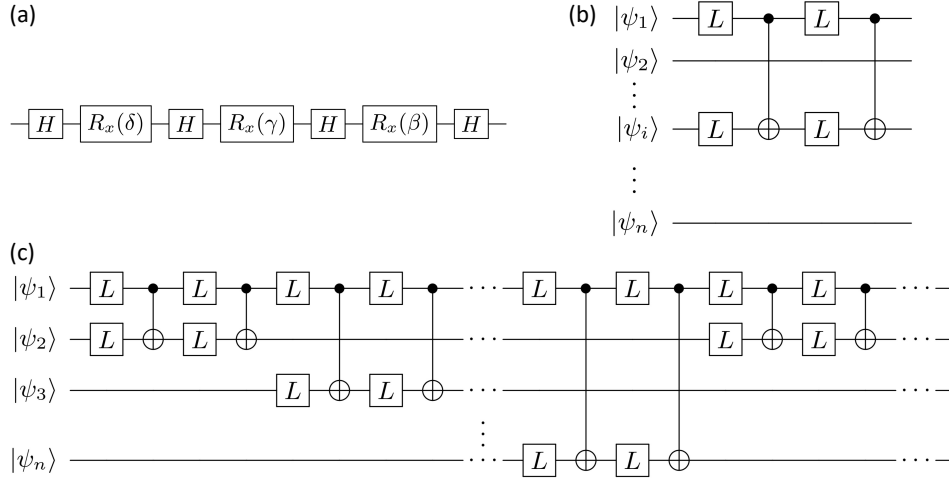 (a)
H R_x(δ) H R_x(γ) H R_x(β) H
(b)
|ψ_1⟩ L L
|ψ_2⟩
⋮
|ψ_i⟩ L L
⋮
|ψ_n⟩
(c)
|ψ_1⟩ L L L L ··· L L L L ···
|ψ_2⟩ L L ··· L L ···
|ψ_3⟩ L L ··· ···
⋮
|ψ_n⟩ ··· L L ···